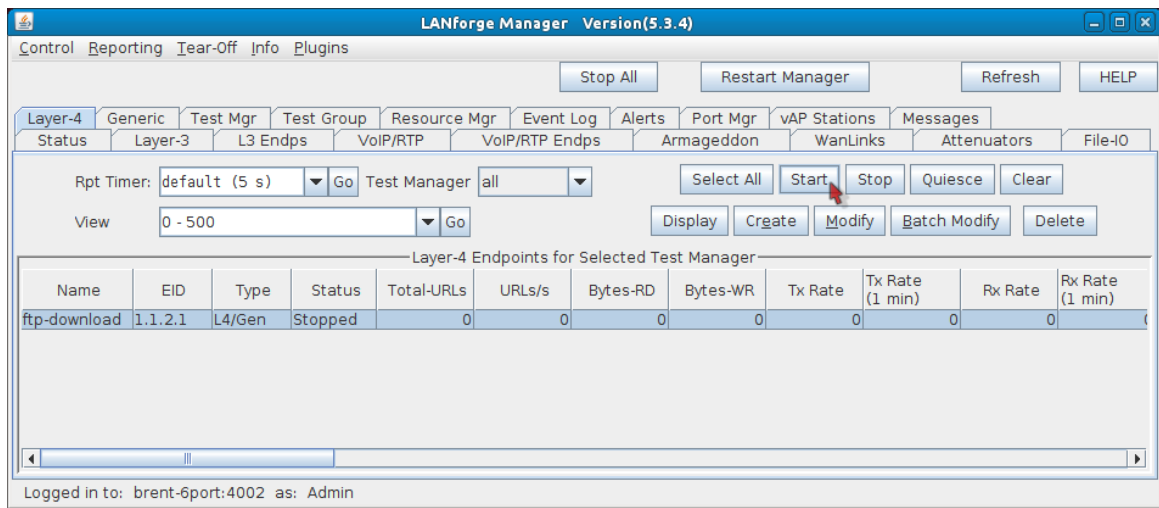 LANforge Manager Version(5.3.4)
Control Reporting Tear-Off Info Plugins
Stop All Restart Manager Refresh HELP
Layer-4 Generic Test Mgr Test Group Resource Mgr Event Log Alerts Port Mgr vAP Stations Messages
Status Layer-3 L3 Endps VoIP/RTP VoIP/RTP Endps Armageddon WanLinks Attenuators File-IO
Rpt Timer: default (5 s) Go Test Manager all Select All Start Stop Quiesce Clear
View 0 - 500 Go Display Create Modify Batch Modify Delete
Layer-4 Endpoints for Selected Test Manager
Name EID Type Status Total-URLs URLs/s Bytes-RD Bytes-WR Tx Rate Tx Rate (1 min) Rx Rate Rx Rate (1 min)
ftp-download 1.1.2.1 L4/Gen Stopped 0 0 0 0 0 0 0
Logged in to: brent-6port:4002 as: Admin